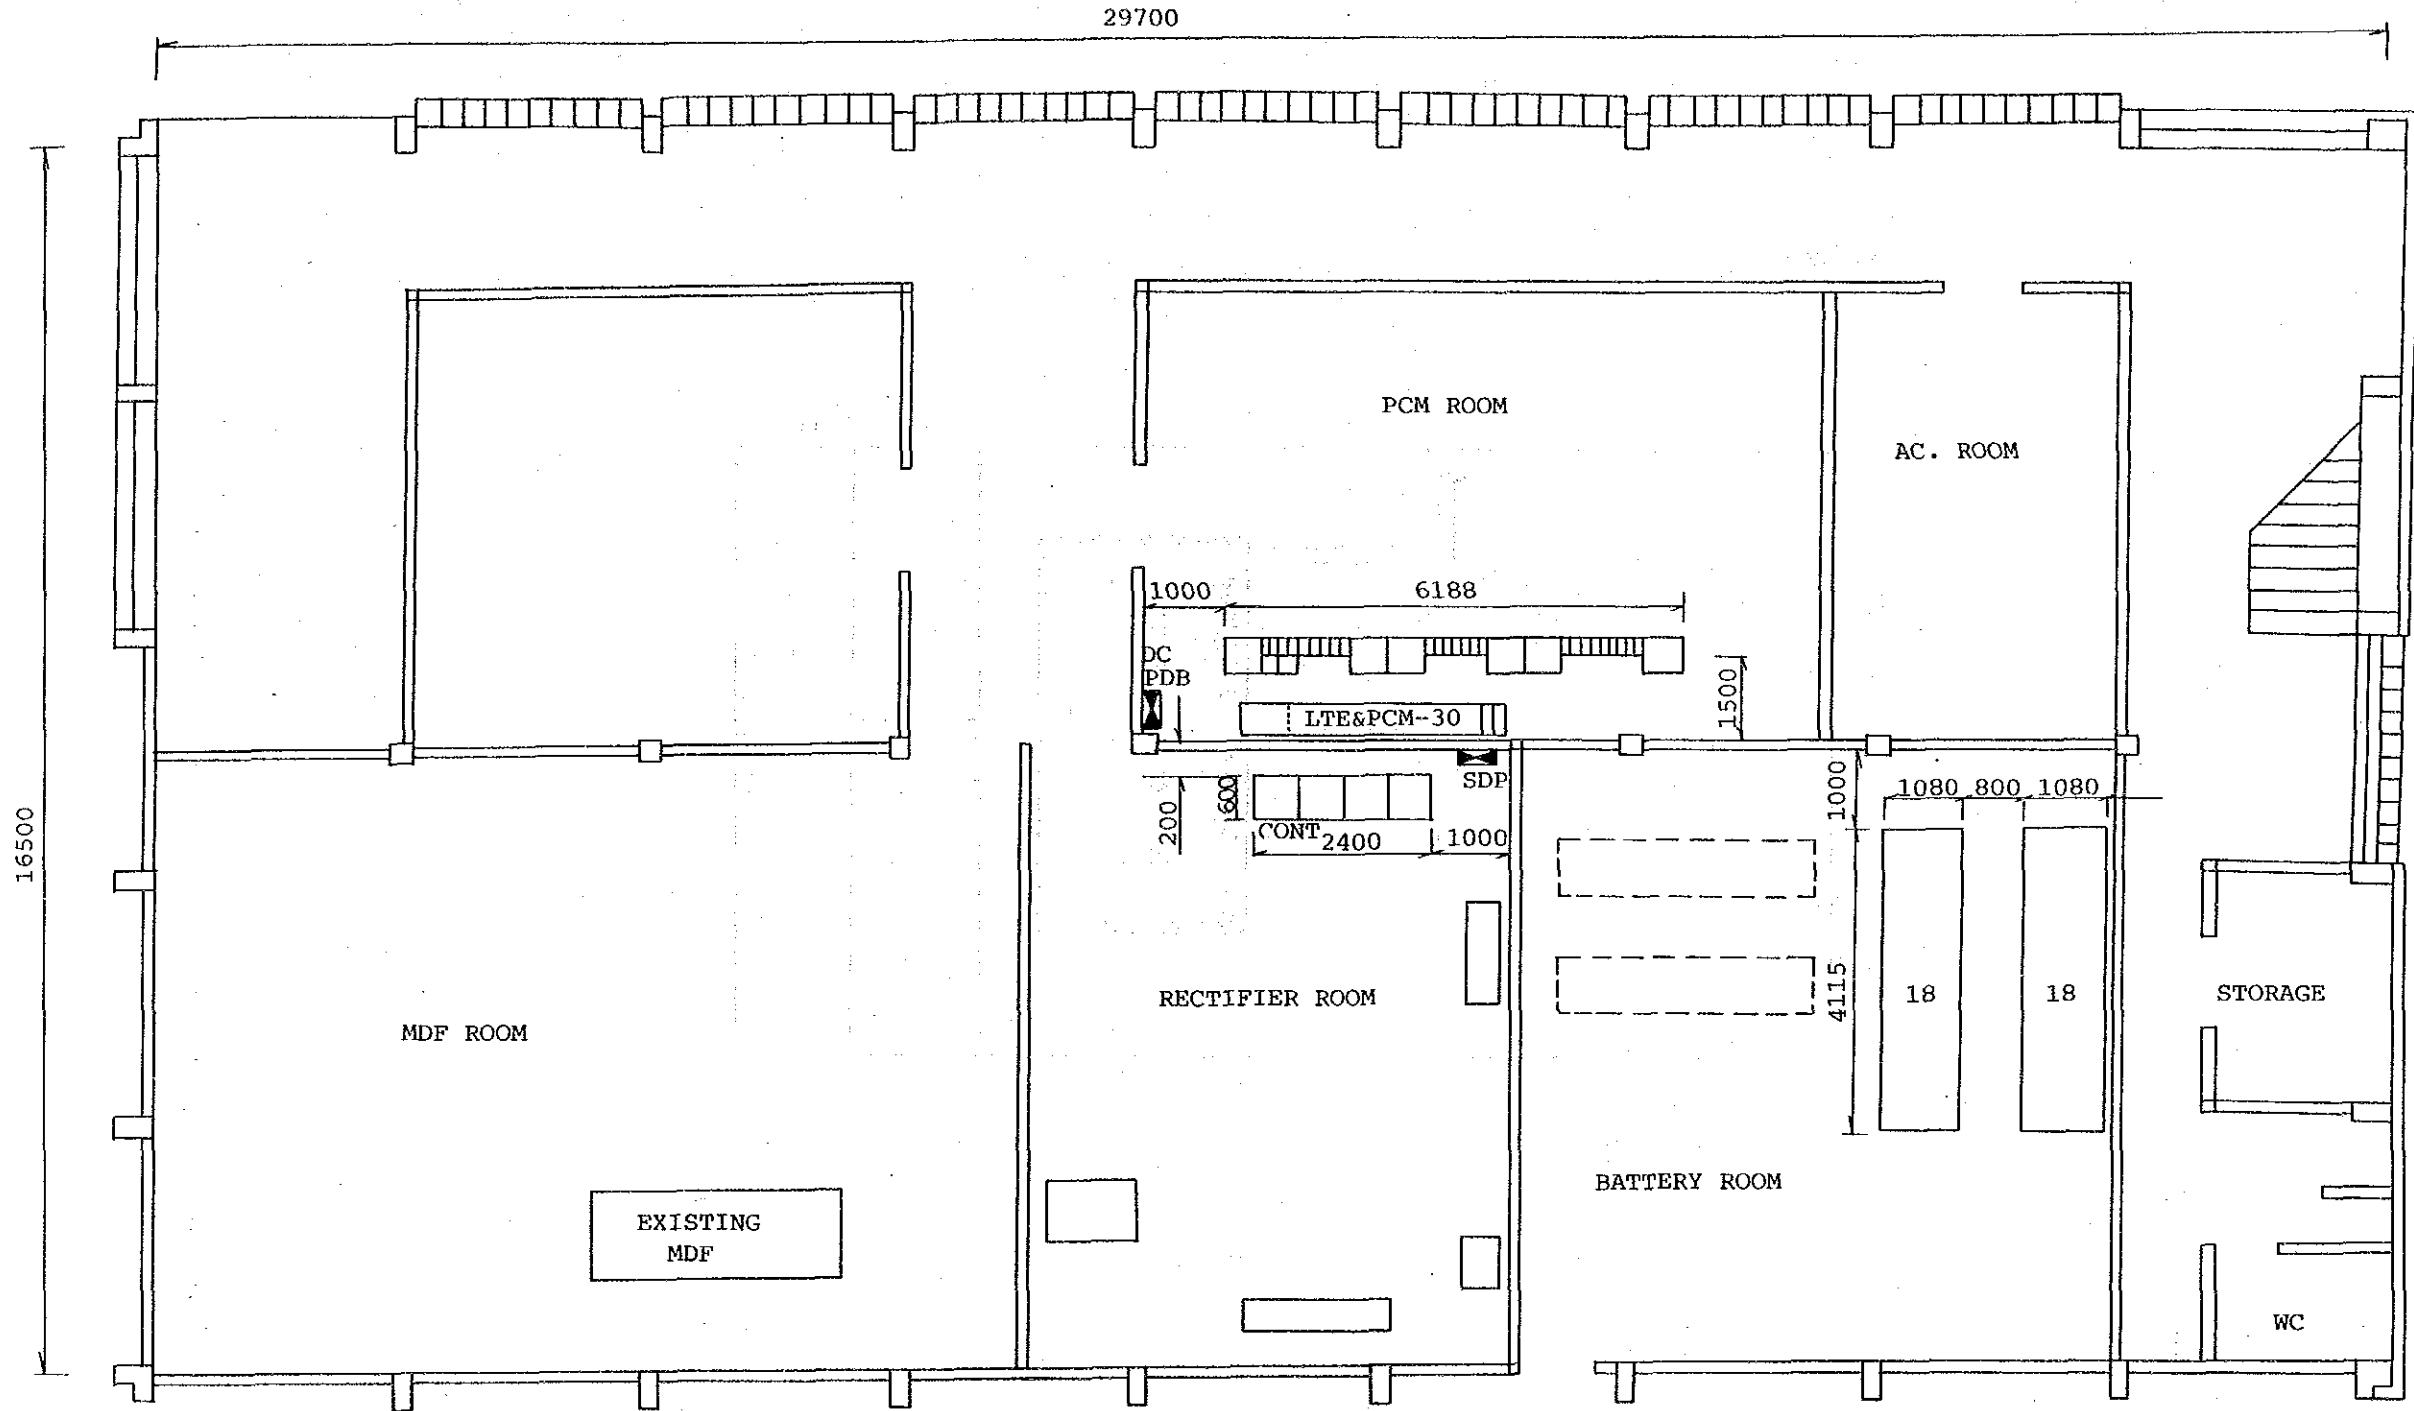 29700
PCM ROOM
AC. ROOM
1000
6188
DC
PDB
LTE&PCM-30
1500
SDP
600
200
CONT
2400
1000
1000
1080
800
1080
16500
4115
18
18
STORAGE
RECTIFIER ROOM
MDF ROOM
BATTERY ROOM
EXISTING
MDF
WC